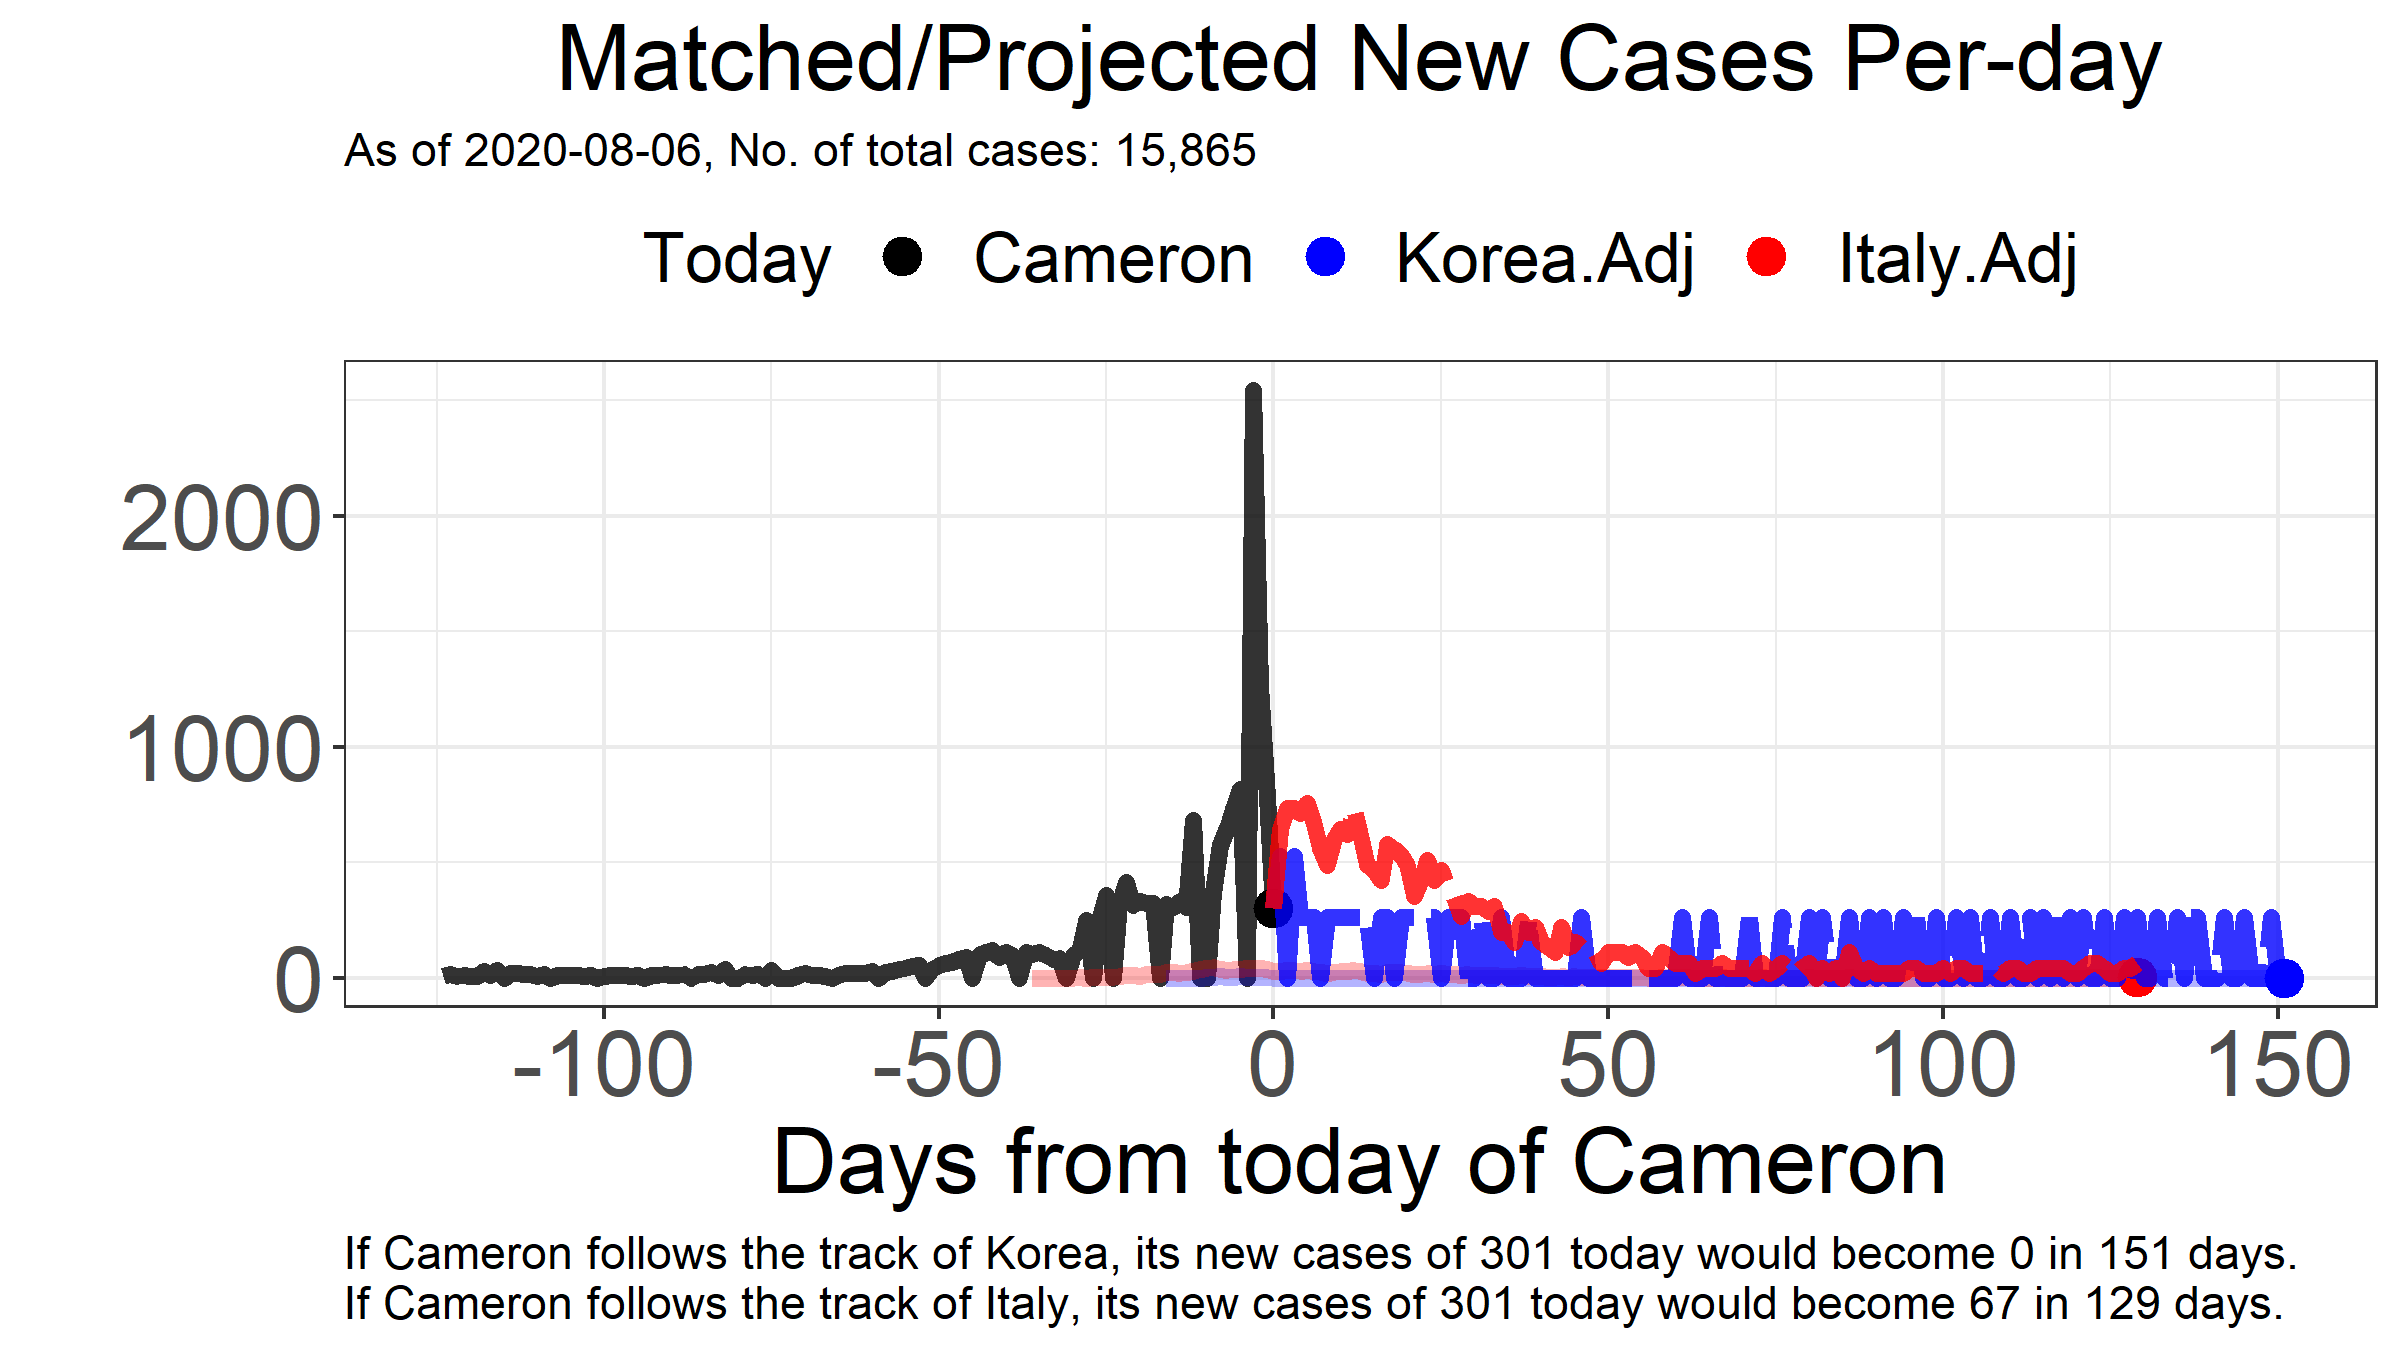 Matched/Projected New Cases Per-day
As of 2020-08-06, No. of total cases: 15,865
Today Cameron Korea.Adj Italy.Adj
2000
1000
0
-100 -50 0 50 100 150
Days from today of Cameron
If Cameron follows the track of Korea, its new cases of 301 today would become 0 in 151 days.
If Cameron follows the track of Italy, its new cases of 301 today would become 67 in 129 days.